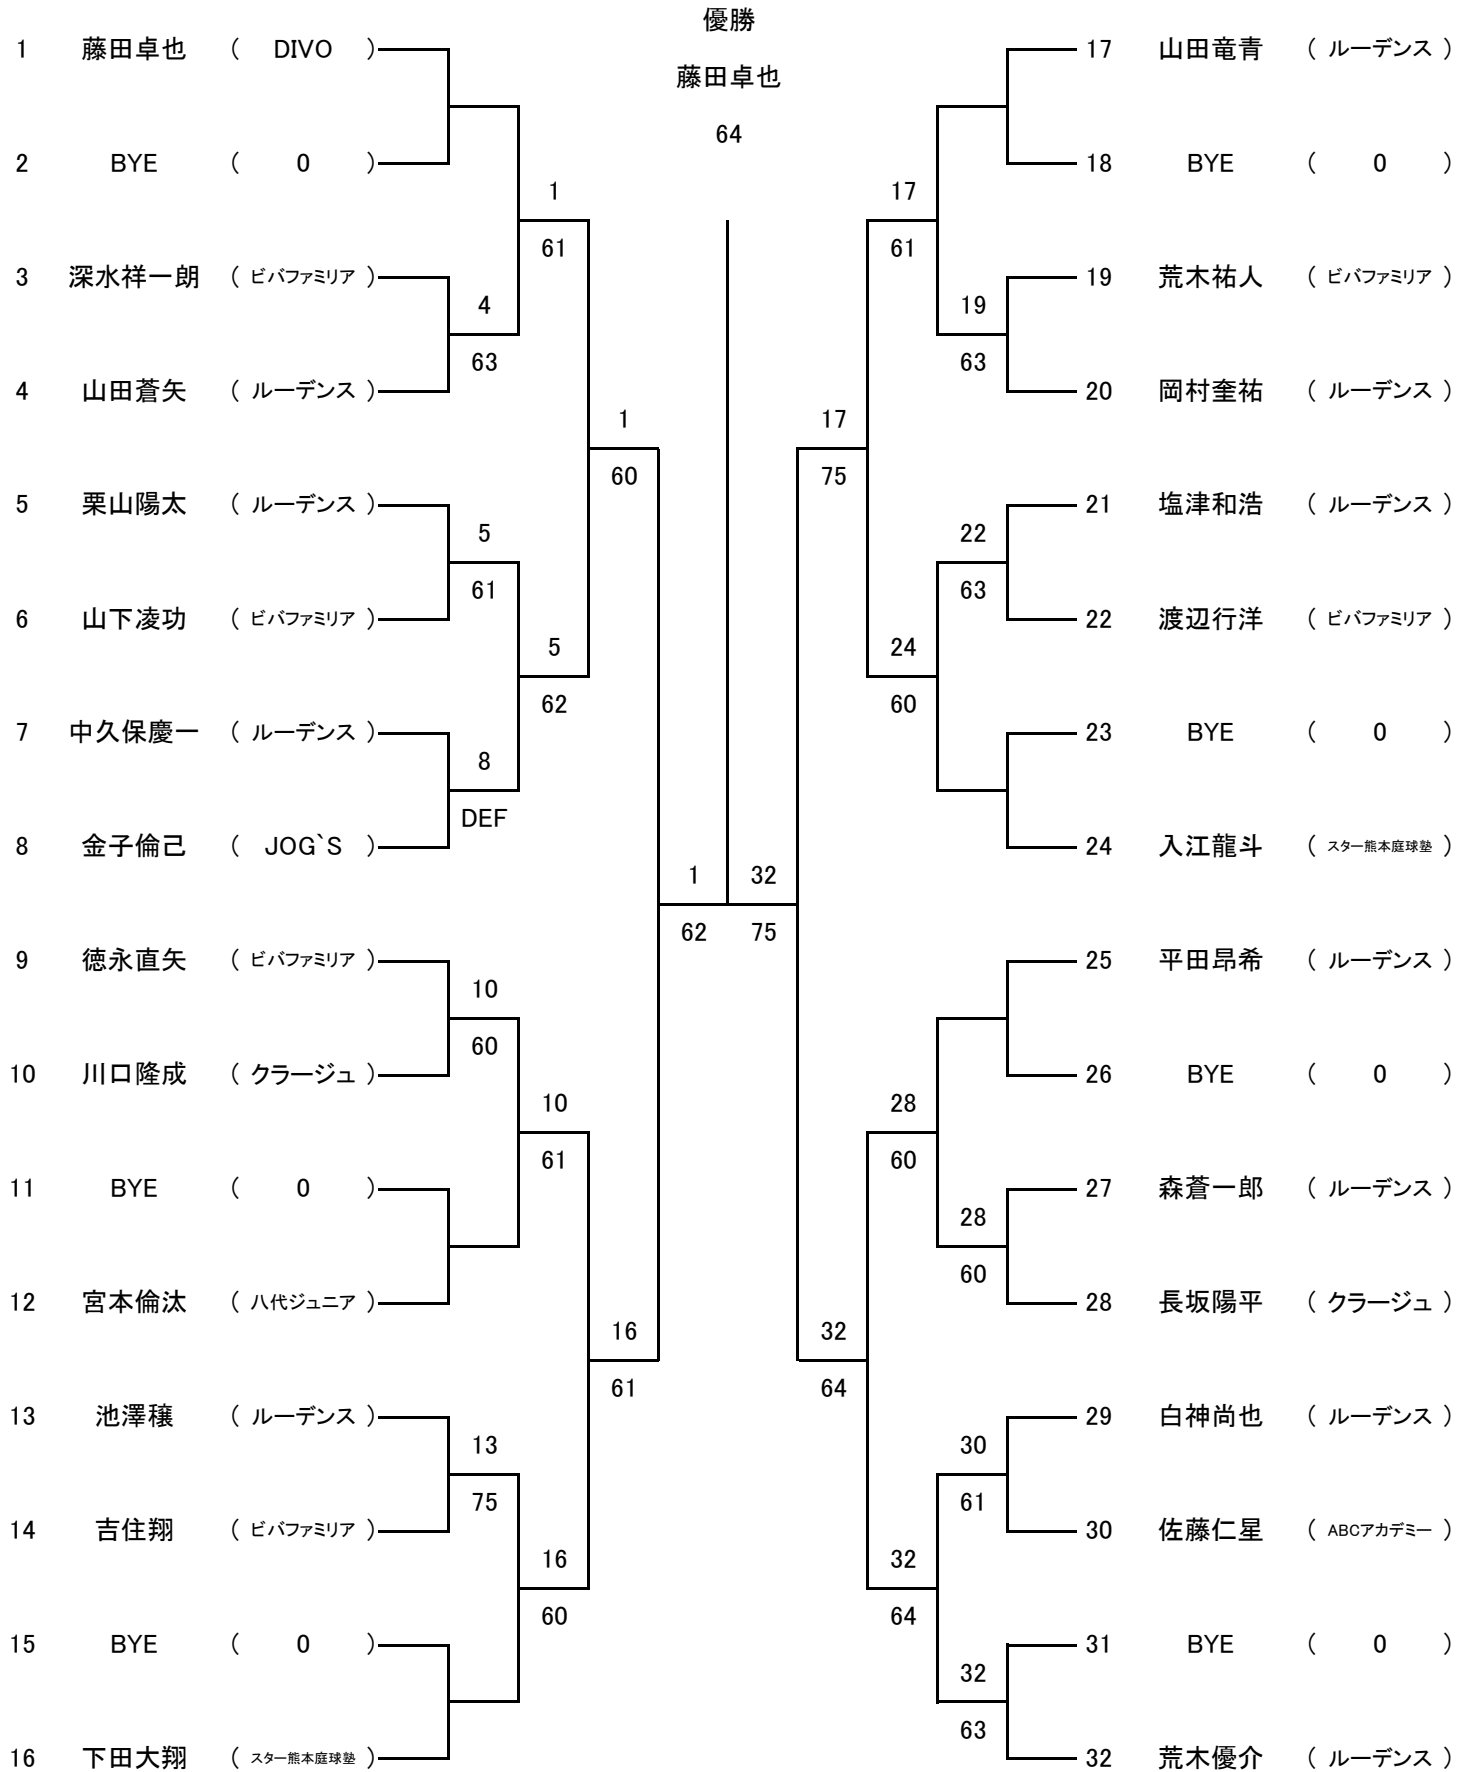 優勝
藤田卓也
64
1 藤田卓也 ( DIVO )
2 BYE ( 0 )
1
61
3 深水祥一朗 ( ビバファミリア )
4
63
4 山田蒼矢 ( ルーデンス )
1
60
5 栗山陽太 ( ルーデンス )
5
61
6 山下凌功 ( ビバファミリア )
5
62
7 中久保慶一 ( ルーデンス )
8
DEF
8 金子倫己 ( JOG`S )
1 32
62 75
9 徳永直矢 ( ビバファミリア )
10
60
10 川口隆成 ( クラージュ )
10
61
11 BYE ( 0 )
12 宮本倫汰 ( 八代ジュニア )
16
61
13 池澤穣 ( ルーデンス )
13
75
14 吉住翔 ( ビバファミリア )
16
60
15 BYE ( 0 )
16 下田大翔 ( スター熊本庭球塾 )
17 山田竜青 ( ルーデンス )
18 BYE ( 0 )
17
61
19 荒木祐人 ( ビバファミリア )
19
63
20 岡村奎祐 ( ルーデンス )
17
75
21 塩津和浩 ( ルーデンス )
22
63
22 渡辺行洋 ( ビバファミリア )
24
60
23 BYE ( 0 )
24 入江龍斗 ( スター熊本庭球塾 )
25 平田昂希 ( ルーデンス )
26 BYE ( 0 )
28
60
27 森蒼一郎 ( ルーデンス )
28
60
28 長坂陽平 ( クラージュ )
32
64
29 白神尚也 ( ルーデンス )
30
61
30 佐藤仁星 ( ABCアカデミー )
32
64
31 BYE ( 0 )
32
63
32 荒木優介 ( ルーデンス )